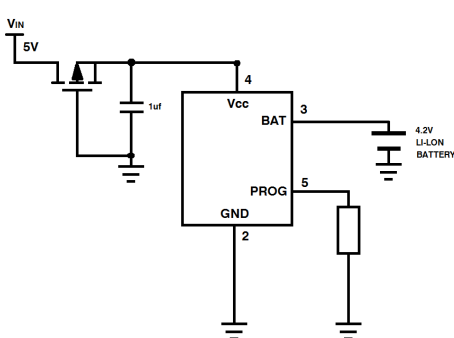 VIN
5V
1uf
4
Vcc
3
BAT
4.2V
LI-LON
BATTERY
5
PROG
GND
2